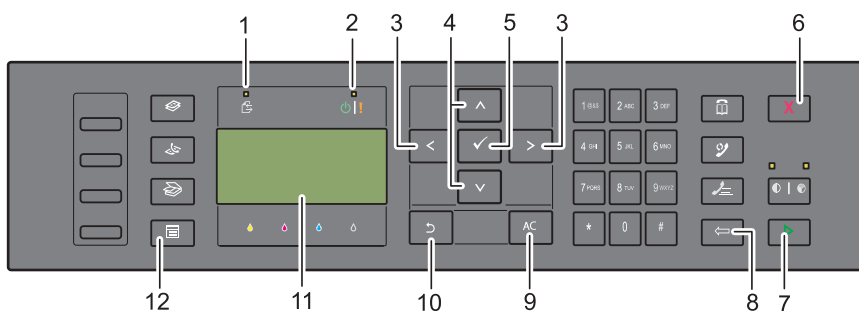 1 2 3 4 5 3 6
1 @:&$ 2 ABC 3 DEF
4 GHI 5 JKL 6 MNO
7 PQRS 8 TUV 9 WXYZ
* 0 #
AC
12 11 10 9 8 7